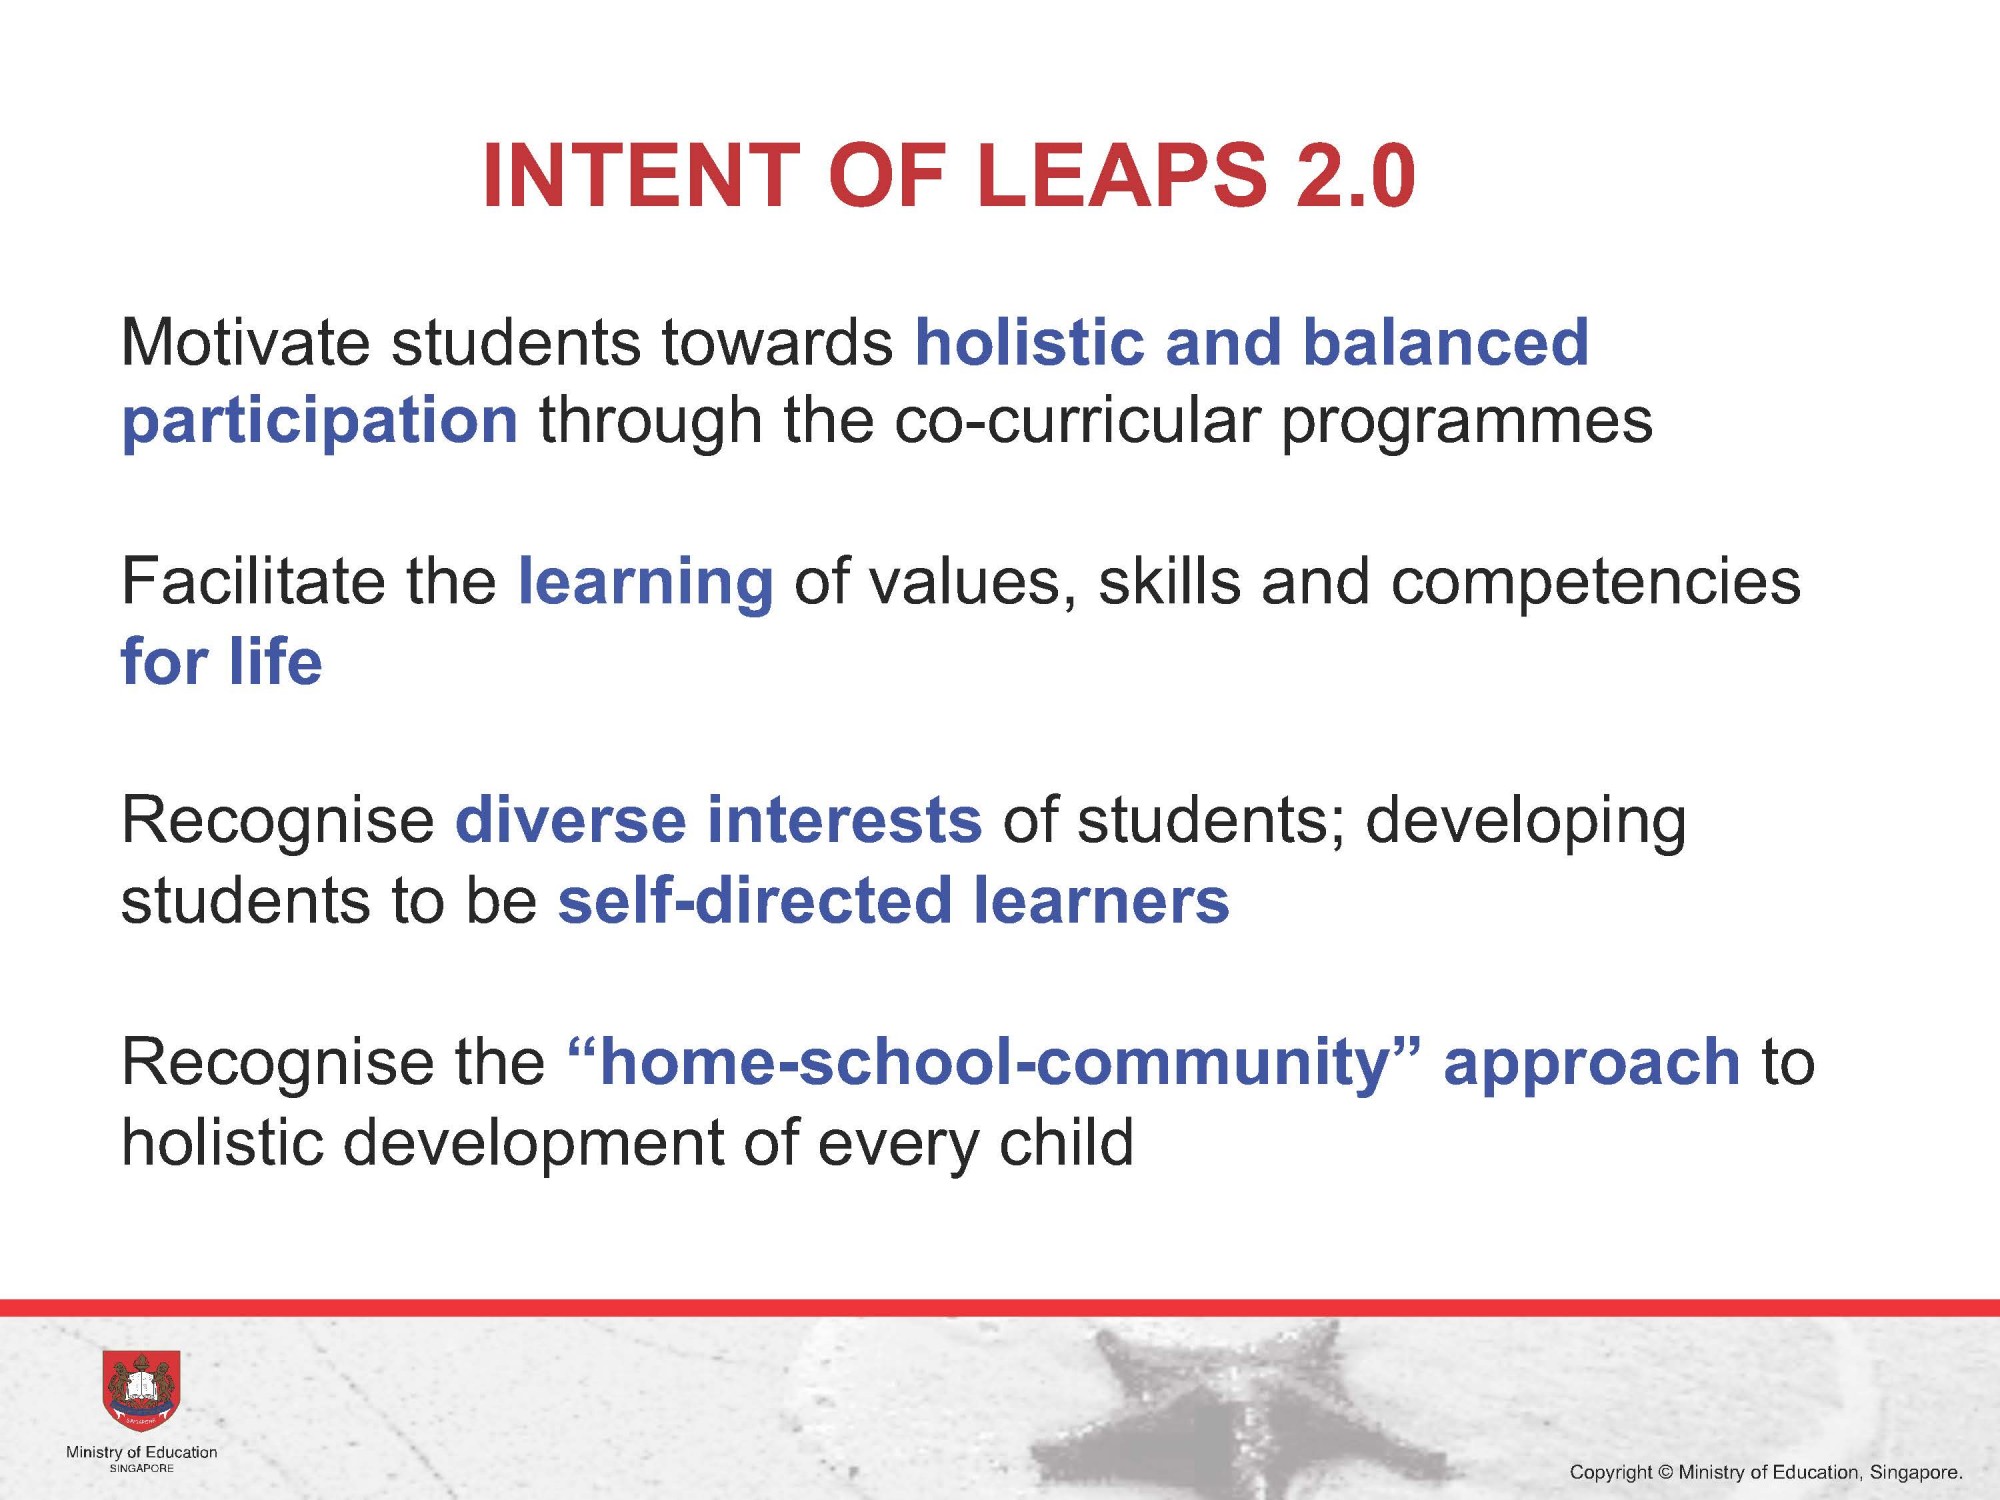 INTENT OF LEAPS 2.0
Motivate students towards holistic and balanced
participation through the co-curricular programmes
Facilitate the learning of values, skills and competencies
for life
Recognise diverse interests of students; developing
students to be self-directed learners
Recognise the “home-school-community” approach to
holistic development of every child
SINGAPORE
Ministry of Education
SINGAPORE
Copyright © Ministry of Education, Singapore.